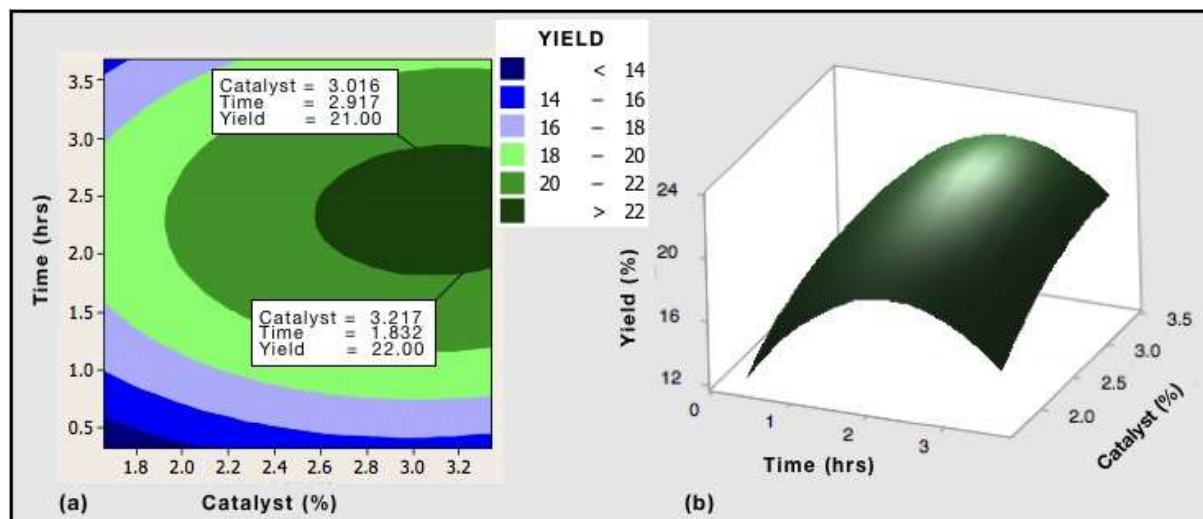 YIELD
< 14
14 – 16
16 – 18
18 – 20
20 – 22
> 22
Catalyst = 3.016
Time = 2.917
Yield = 21.00
Catalyst = 3.217
Time = 1.832
Yield = 22.00
3.5
3.0
2.5
2.0
1.5
1.0
0.5
Time (hrs)
1.8 2.0 2.2 2.4 2.6 2.8 3.0 3.2
(a) Catalyst (%)
24
20
16
12
Yield (%)
0 1 2 3
Time (hrs)
3.5
3.0
2.5
2.0
Catalyst (%)
(b)